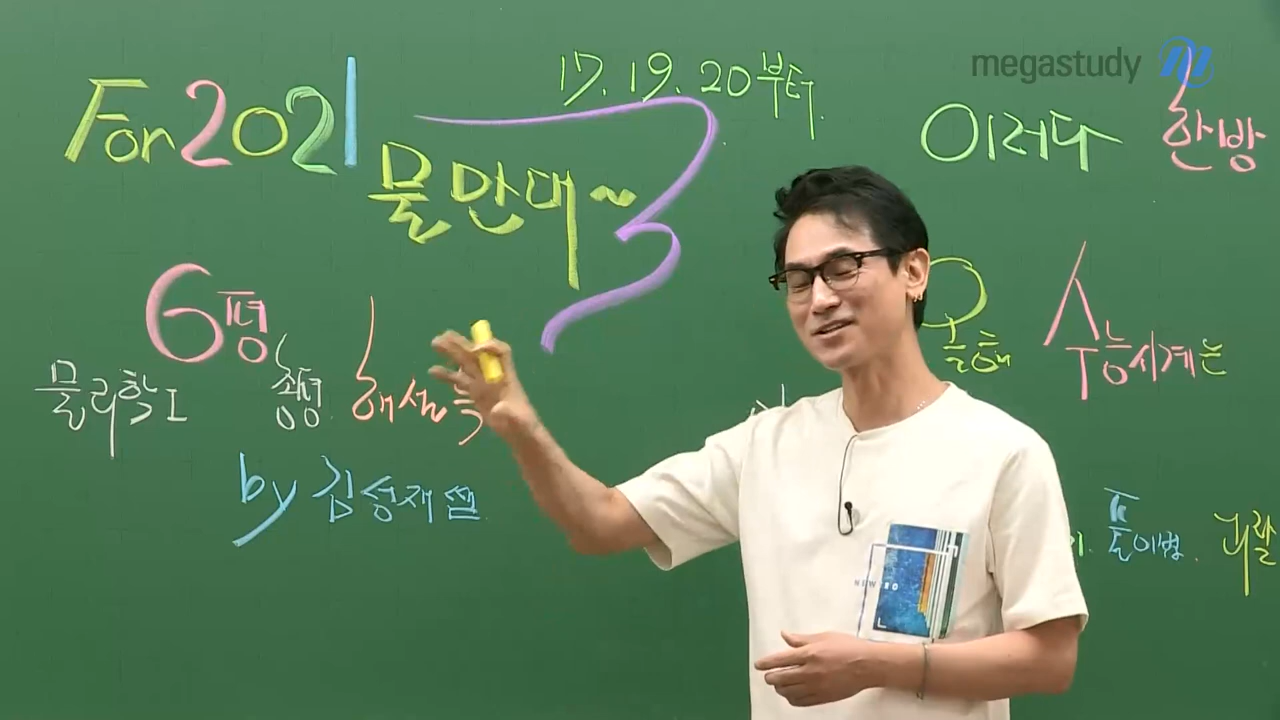 megastudy
17. 19. 20부터.
For 2021
이러다 한방
물만대~
6평
수능시계는
물리학I 총평. 해설
by 김성재쌤